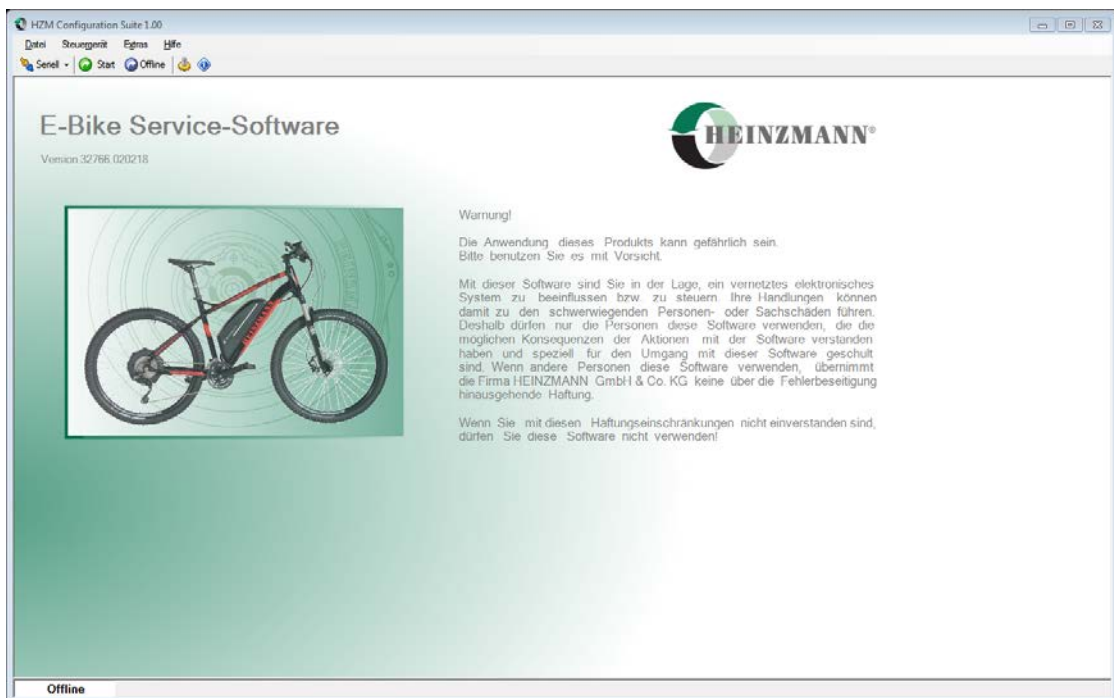 HZM Configuration Suite 1.00
Datei Steuergerät Extras Hilfe
Seriell Start Offline
E-Bike Service-Software
HEINZMANN®
Version 32766.020218
Warnung!
Die Anwendung dieses Produkts kann gefährlich sein.
Bitte benutzen Sie es mit Vorsicht.
Mit dieser Software sind Sie in der Lage, ein vernetztes elektronisches
System zu beeinflussen bzw. zu steuern. Ihre Handlungen können
damit zu den schwerwiegenden Personen- oder Sachschäden führen.
Deshalb dürfen nur die Personen diese Software verwenden, die die
möglichen Konsequenzen der Aktionen mit der Software verstanden
haben und speziell für den Umgang mit dieser Software geschult
sind. Wenn andere Personen diese Software verwenden, übernimmt
die Firma HEINZMANN GmbH & Co. KG keine über die Fehlerbeseitigung
hinausgehende Haftung.
Wenn Sie mit diesen Haftungseinschränkungen nicht einverstanden sind,
dürfen Sie diese Software nicht verwenden!
Offline